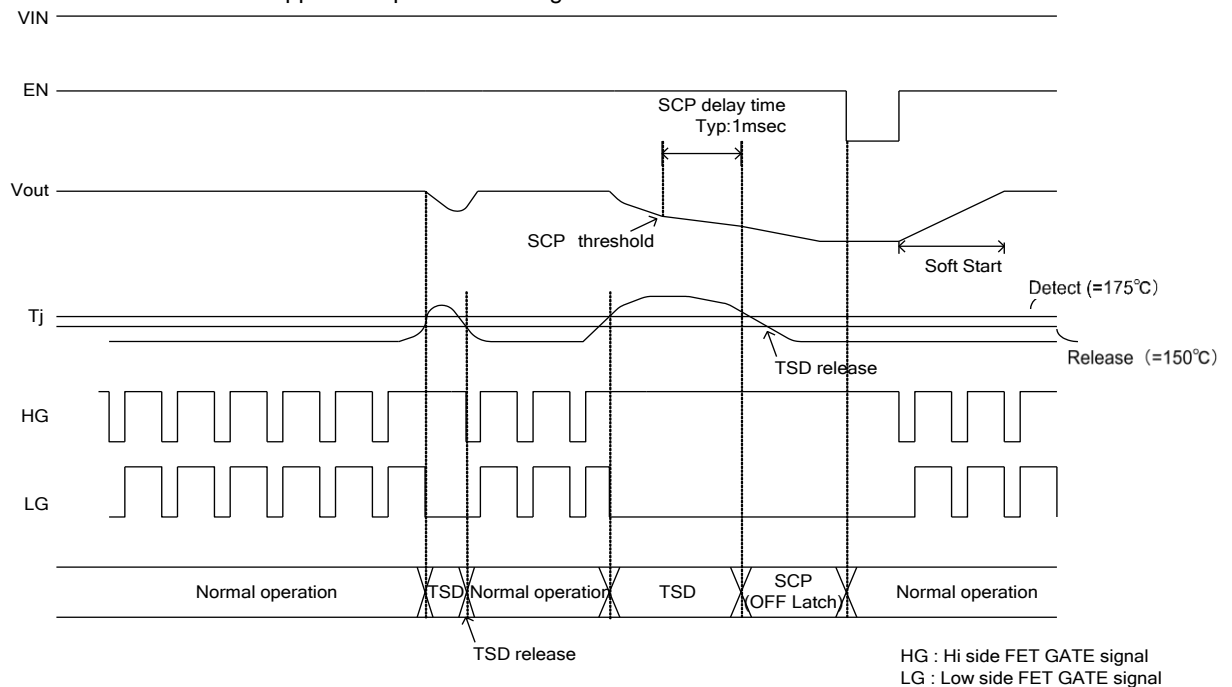 VIN
EN
SCP delay time
Typ:1msec
Vout
SCP threshold
Soft Start
Detect (=175℃)
Tj
TSD release
Release (=150℃)
HG
LG
Normal operation
TSD
Normal operation
TSD
SCP
(OFF Latch)
Normal operation
TSD release
HG : Hi side FET GATE signal
LG : Low side FET GATE signal